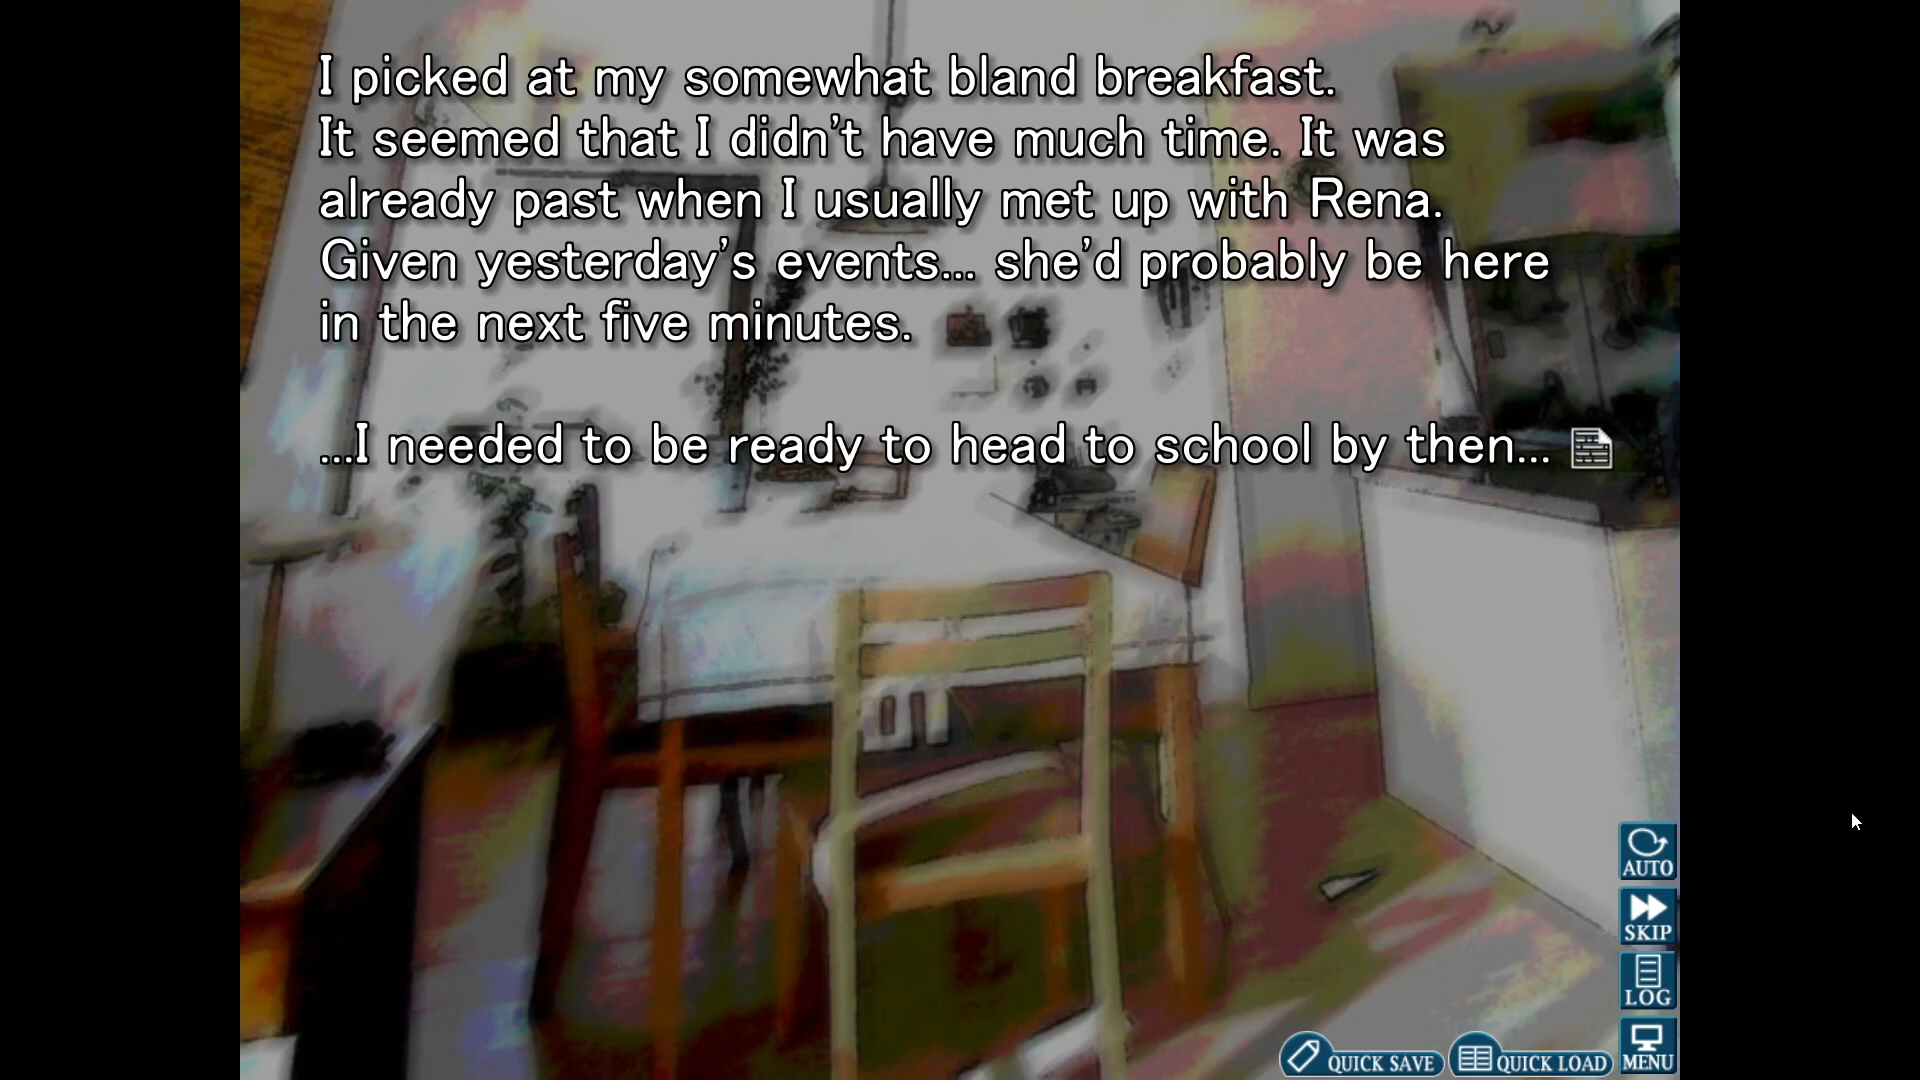 I picked at my somewhat bland breakfast.
It seemed that I didn't have much time. It was
already past when I usually met up with Rena.
Given yesterday's events... she'd probably be here
in the next five minutes.
...I needed to be ready to head to school by then...
AUTO
SKIP
LOG
MENU
QUICK SAVE
QUICK LOAD